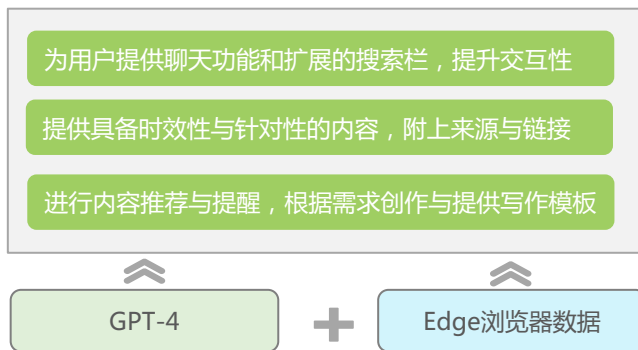 为用户提供聊天功能和扩展的搜索栏，提升交互性
提供具备时效性与针对性的内容，附上来源与链接
进行内容推荐与提醒，根据需求创作与提供写作模板
GPT-4
Edge浏览器数据